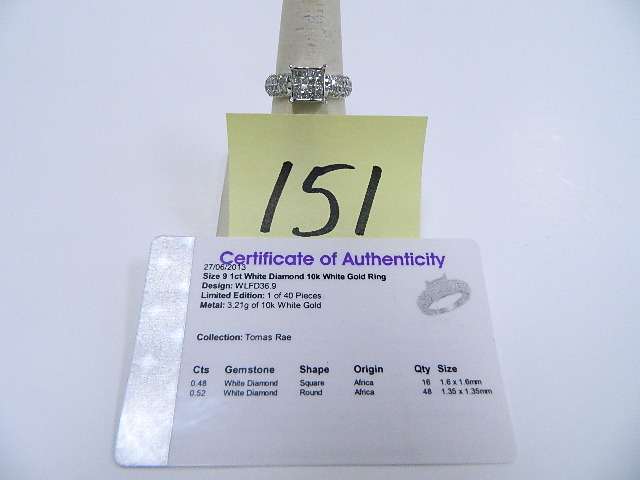 151
Certificate of Authenticity
27/06/2013
Size 9 1ct White Diamond 10k White Gold Ring
Design: WLFD36.9
Limited Edition: 1 of 40 Pieces.
Metal: 3.21g of 10k White Gold
Collection: Tomas Rae
Cts Gemstone Shape Origin Qty Size
0.48 White Diamond Square Africa 16 1.6 x 1.6mm
0.52 White Diamond Round Africa 48 1.35 x 1.35mm